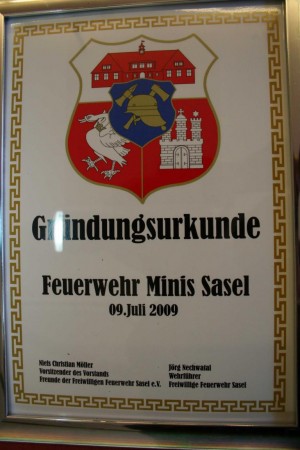 Gründungsurkunde
Feuerwehr Minis Sasel
09.Juli 2009
Niels Christian Möller
Vorsitzender des Vorstands
Freunde der Freiwilligen Feuerwehr Sasel e.V.
Jörg Nechwatal
Wehrführer
Freiwillige Feuerwehr Sasel